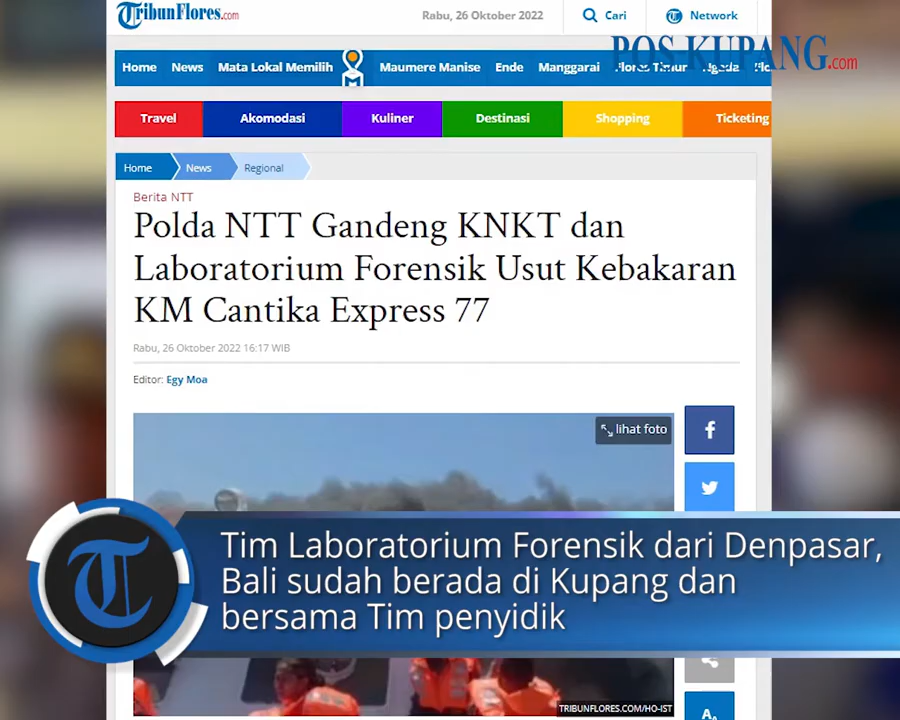 TribunFlores.com
Rabu, 26 Oktober 2022
Cari
Network
POS-KUPANG.com
Home News Mata Lokal Memilih Maumere Manise Ende Manggarai Flores Timur Ngada
Travel Akomodasi Kuliner Destinasi Shopping Ticketing
Home News Regional
Berita NTT
Polda NTT Gandeng KNKT dan
Laboratorium Forensik Usut Kebakaran
KM Cantika Express 77
Rabu, 26 Oktober 2022 16:17 WIB
Editor: Egy Moa
lihat foto
Tim Laboratorium Forensik dari Denpasar,
Bali sudah berada di Kupang dan
bersama Tim penyidik
TRIBUNFLORES.COM/HO-IST